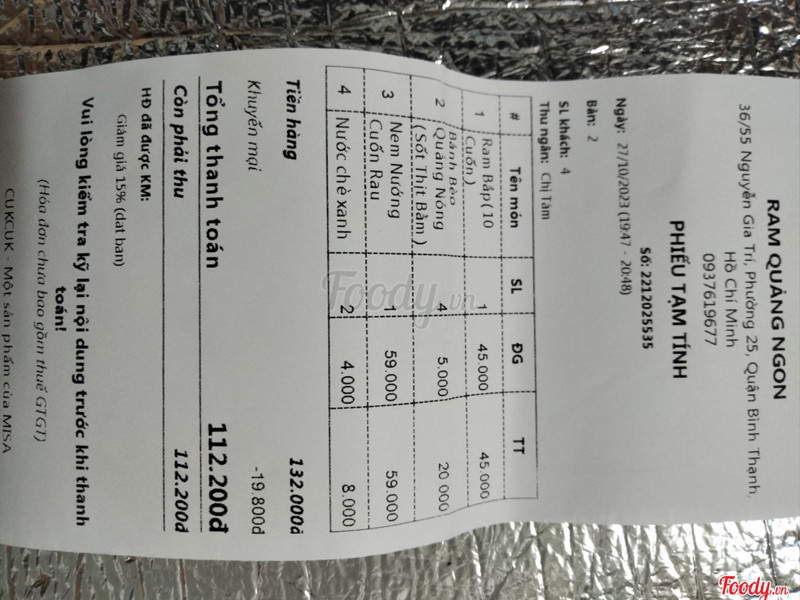 RAM QUẢNG NGON
36/55 Nguyễn Gia Trí, Phường 25, Quận Bình Thạnh,
Hồ Chí Minh
0937619677
PHIẾU TẠM TÍNH
Số: 2212025535
Ngày: 27/10/2023 (19:47 - 20:48)
Bàn: 2
SL khách: 4
Thu ngân: Chị Tâm
# Tên món SL ĐG TT
1 Ram Bắp( 10 1 45.000 45.000
Cuốn )
2 Bánh Bèo 4 5.000 20 000
Quảng Nóng
( Sốt Thịt Bằm )
3 Nem Nướng 1 59.000 59.000
Cuốn Rau
4 Nước chè xanh 2 4.000 8.000
Tiền hàng 132.000đ
Khuyến mại -19.800đ
Tổng thanh toán 112.200đ
Còn phải thu 112.200đ
HĐ đã được KM:
Giảm giá 15% (dat ban)
Vui lòng kiểm tra kỹ lại nội dung trước khi thanh
toán!
(Hóa đơn chưa bao gồm thuế GTGT)
CUKCUK - Một sản phẩm của MISA
Foody.vn
Foody.vn